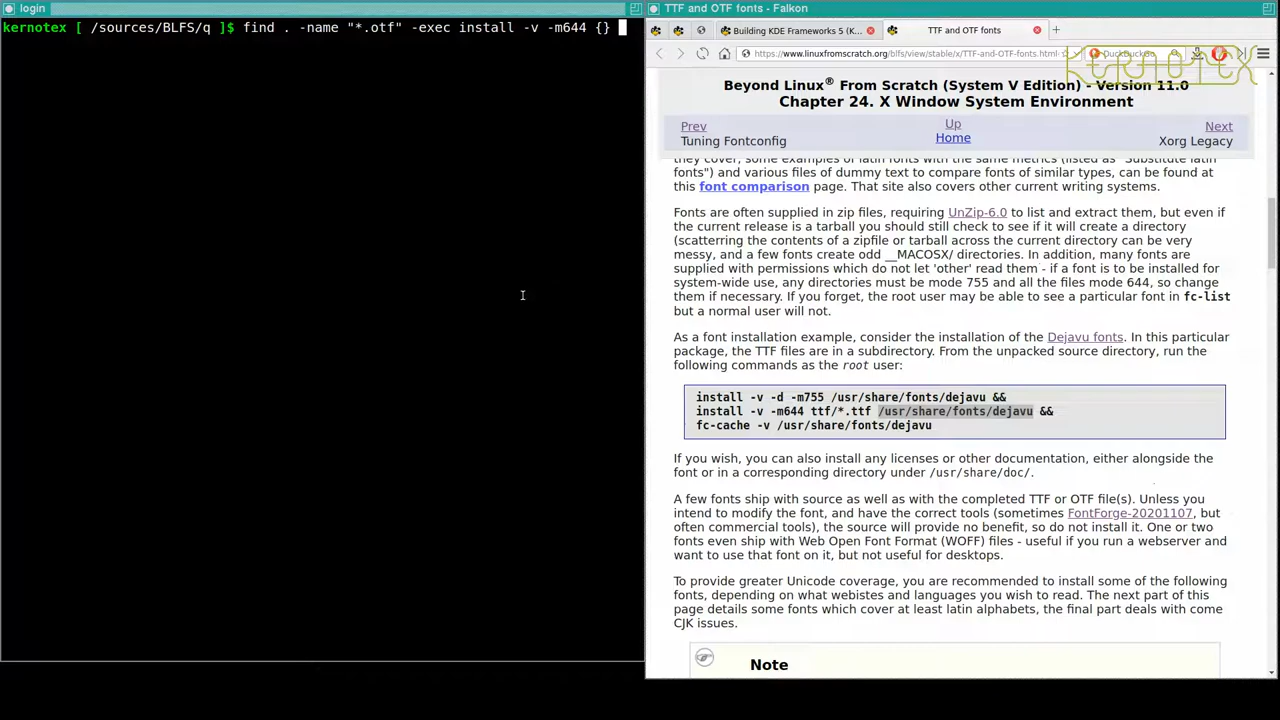 login
kernotex [ /sources/BLFS/q ]$ find . -name "*.otf" -exec install -v -m644 {}
TTF and OTF fonts - Falkon
Building KDE Frameworks 5 (K...
TTF and OTF fonts
https://www.linuxfromscratch.org/blfs/view/stable/x/TTF-and-OTF-fonts.html
DuckDuckGo
KERNOTEX
Beyond Linux® From Scratch (System V Edition) - Version 11.0
Chapter 24. X Window System Environment
Prev
Up
Next
Tuning Fontconfig
Home
Xorg Legacy
they cover, some examples of latin fonts with the same metrics (listed as "Substitute latin
fonts") and various files of dummy text to compare fonts of similar types, can be found at
this font comparison page. That site also covers other current writing systems.
Fonts are often supplied in zip files, requiring UnZip-6.0 to list and extract them, but even if
the current release is a tarball you should still check to see if it will create a directory
(scatterring the contents of a zipfile or tarball across the current directory can be very
messy, and a few fonts create odd __MACOSX/ directories. In addition, many fonts are
supplied with permissions which do not let 'other' read them - if a font is to be installed for
system-wide use, any directories must be mode 755 and all the files mode 644, so change
them if necessary. If you forget, the root user may be able to see a particular font in fc-list
but a normal user will not.
As a font installation example, consider the installation of the Dejavu fonts. In this particular
package, the TTF files are in a subdirectory. From the unpacked source directory, run the
following commands as the root user:
install -v -d -m755 /usr/share/fonts/dejavu &&
install -v -m644 ttf/*.ttf /usr/share/fonts/dejavu &&
fc-cache -v /usr/share/fonts/dejavu
If you wish, you can also install any licenses or other documentation, either alongside the
font or in a corresponding directory under /usr/share/doc/.
A few fonts ship with source as well as with the completed TTF or OTF file(s). Unless you
intend to modify the font, and have the correct tools (sometimes FontForge-20201107, but
often commercial tools), the source will provide no benefit, so do not install it. One or two
fonts even ship with Web Open Font Format (WOFF) files - useful if you run a webserver and
want to use that font on it, but not useful for desktops.
To provide greater Unicode coverage, you are recommended to install some of the following
fonts, depending on what webistes and languages you wish to read. The next part of this
page details some fonts which cover at least latin alphabets, the final part deals with come
CJK issues.
Note